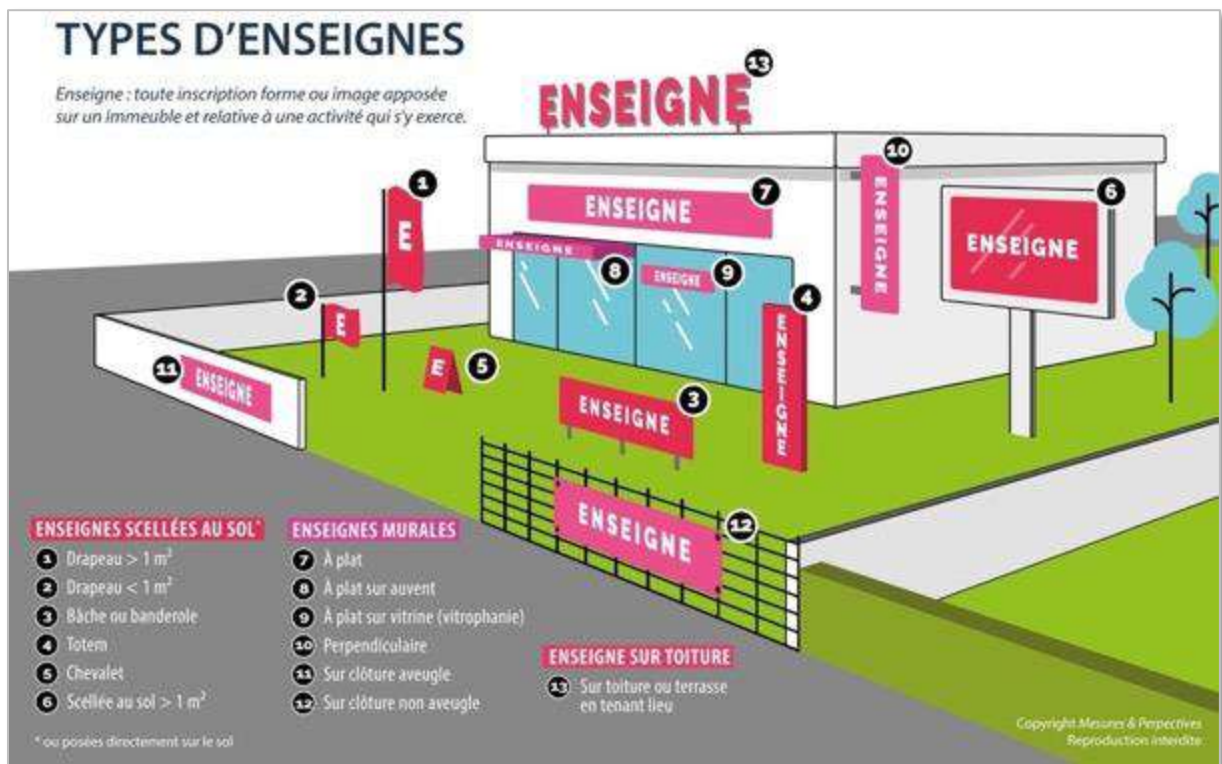 TYPES D'ENSEIGNES
Enseigne : toute inscription forme ou image apposée
sur un immeuble et relative à une activité qui s'y exerce.
ENSEIGNE
13
10
ENSEIGNE
1
E
ENSEIGNE
7
6
ENSEIGNE
ENSEIGNE
8
ENSEIGNE
9
2
E
4
ENSEIGNE
11
ENSEIGNE
E
5
ENSEIGNE
3
ENSEIGNE
12
ENSEIGNES SCELLÉES AU SOL*
1 Drapeau > 1 m²
2 Drapeau < 1 m²
3 Bâche ou banderole
4 Totem
5 Chevalet
6 Scellée au sol > 1 m²
* ou posées directement sur le sol
ENSEIGNES MURALES
7 À plat
8 À plat sur auvent
9 À plat sur vitrine (vitrophanie)
10 Perpendiculaire
11 Sur clôture aveugle
12 Sur clôture non aveugle
ENSEIGNE SUR TOITURE
13 Sur toiture ou terrasse
en tenant lieu
Copyright Mesures & Perpectives
Reproduction interdite